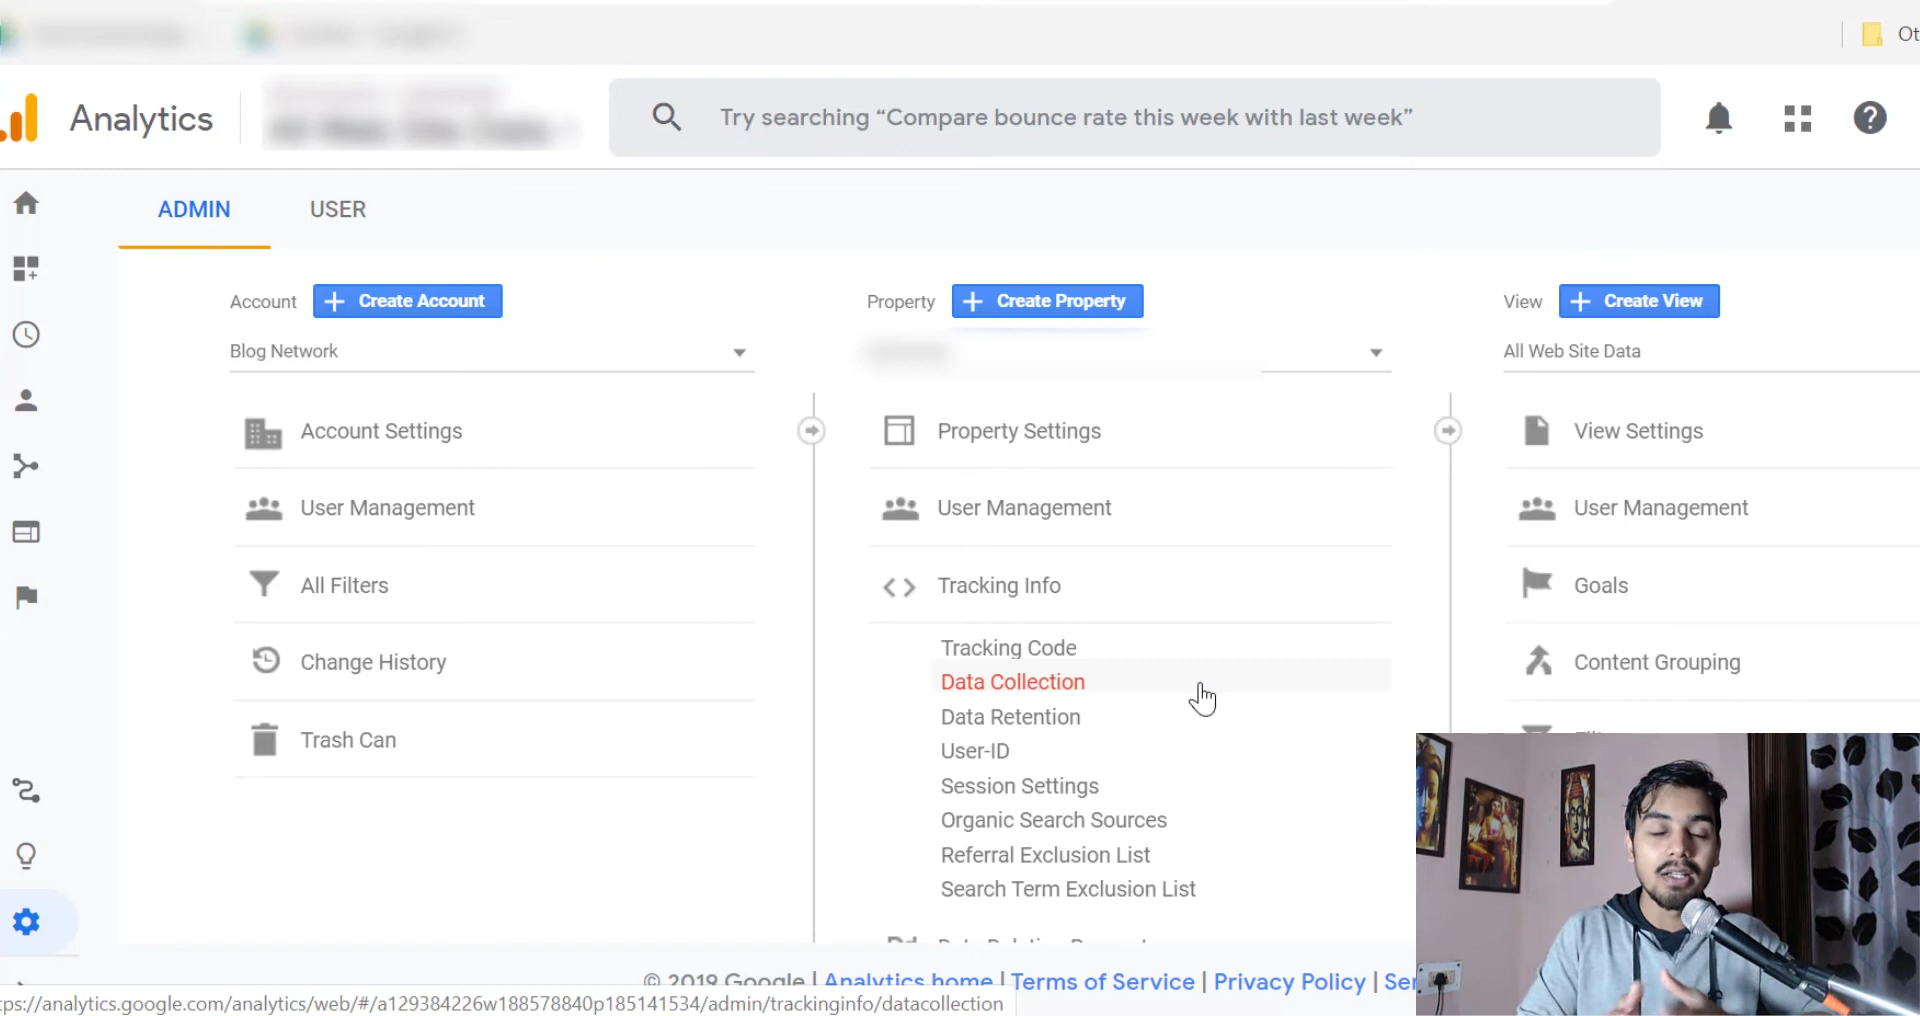 Ot
Analytics
Try searching “Compare bounce rate this week with last week”
ADMIN
USER
Account
Create Account
Property
Create Property
View
Create View
Blog Network
All Web Site Data
Account Settings
User Management
All Filters
Change History
Trash Can
Property Settings
User Management
Tracking Info
Tracking Code
Data Collection
Data Retention
User-ID
Session Settings
Organic Search Sources
Referral Exclusion List
Search Term Exclusion List
View Settings
User Management
Goals
Content Grouping
© 2019 Google | Analytics home | Terms of Service | Privacy Policy |
tps://analytics.google.com/analytics/web/#/a129384226w188578840p185141534/admin/trackinginfo/datacollection